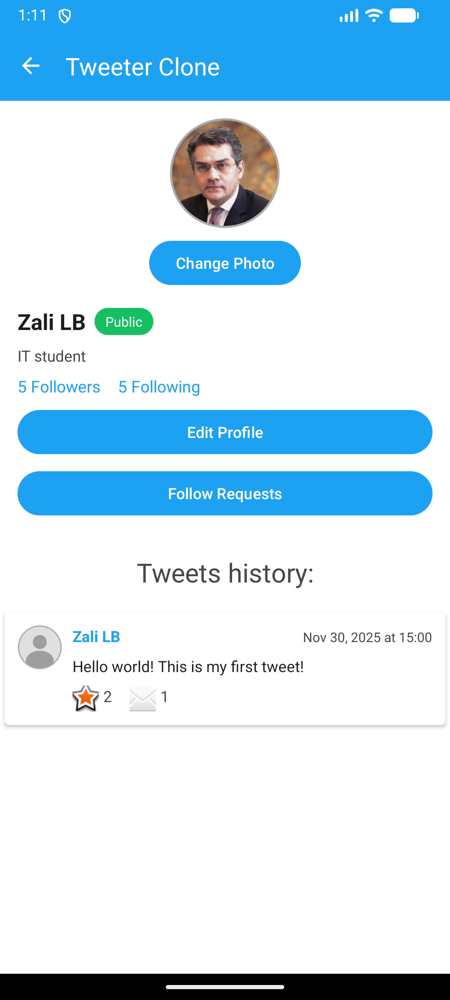 1:11
Tweeter Clone
Change Photo
Zali LB Public
IT student
5 Followers 5 Following
Edit Profile
Follow Requests
Tweets history:
Zali LB Nov 30, 2025 at 15:00
Hello world! This is my first tweet!
2 1